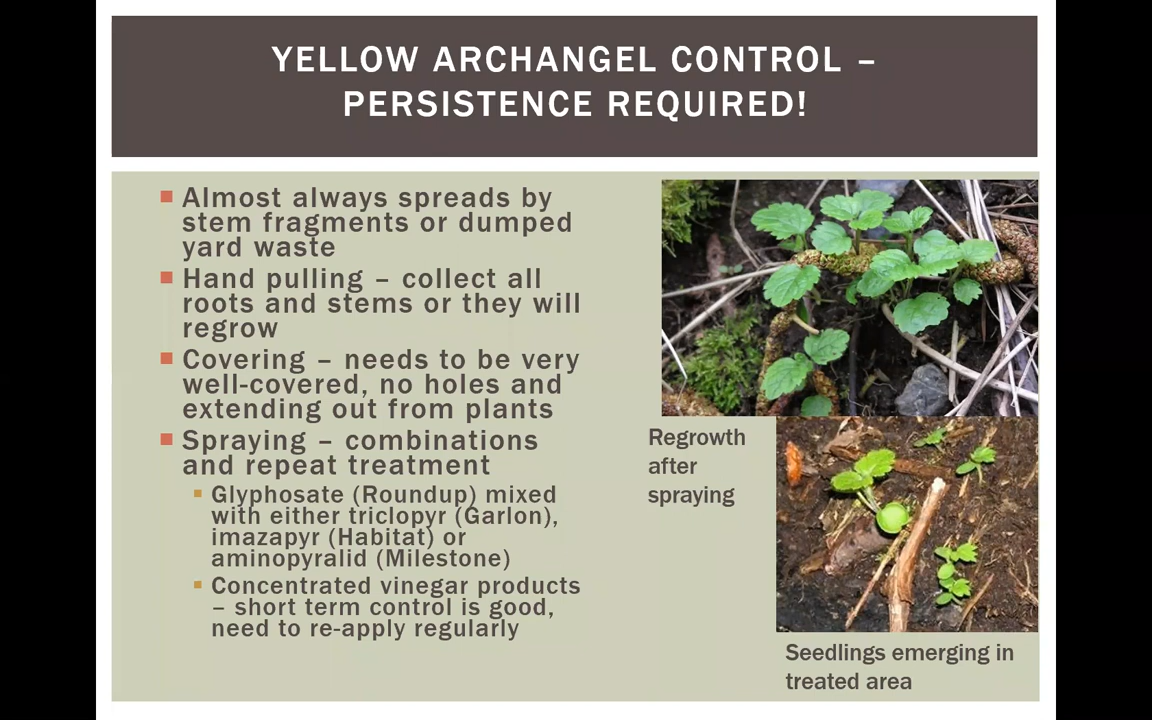 YELLOW ARCHANGEL CONTROL –
PERSISTENCE REQUIRED!
Almost always spreads by
stem fragments or dumped
yard waste
Hand pulling – collect all
roots and stems or they will
regrow
Covering – needs to be very
well-covered, no holes and
extending out from plants
Spraying – combinations
and repeat treatment
Glyphosate (Roundup) mixed
with either triclopyr (Garlon),
imazapyr (Habitat) or
aminopyralid (Milestone)
Concentrated vinegar products
– short term control is good,
need to re-apply regularly
Regrowth
after
spraying
Seedlings emerging in
treated area